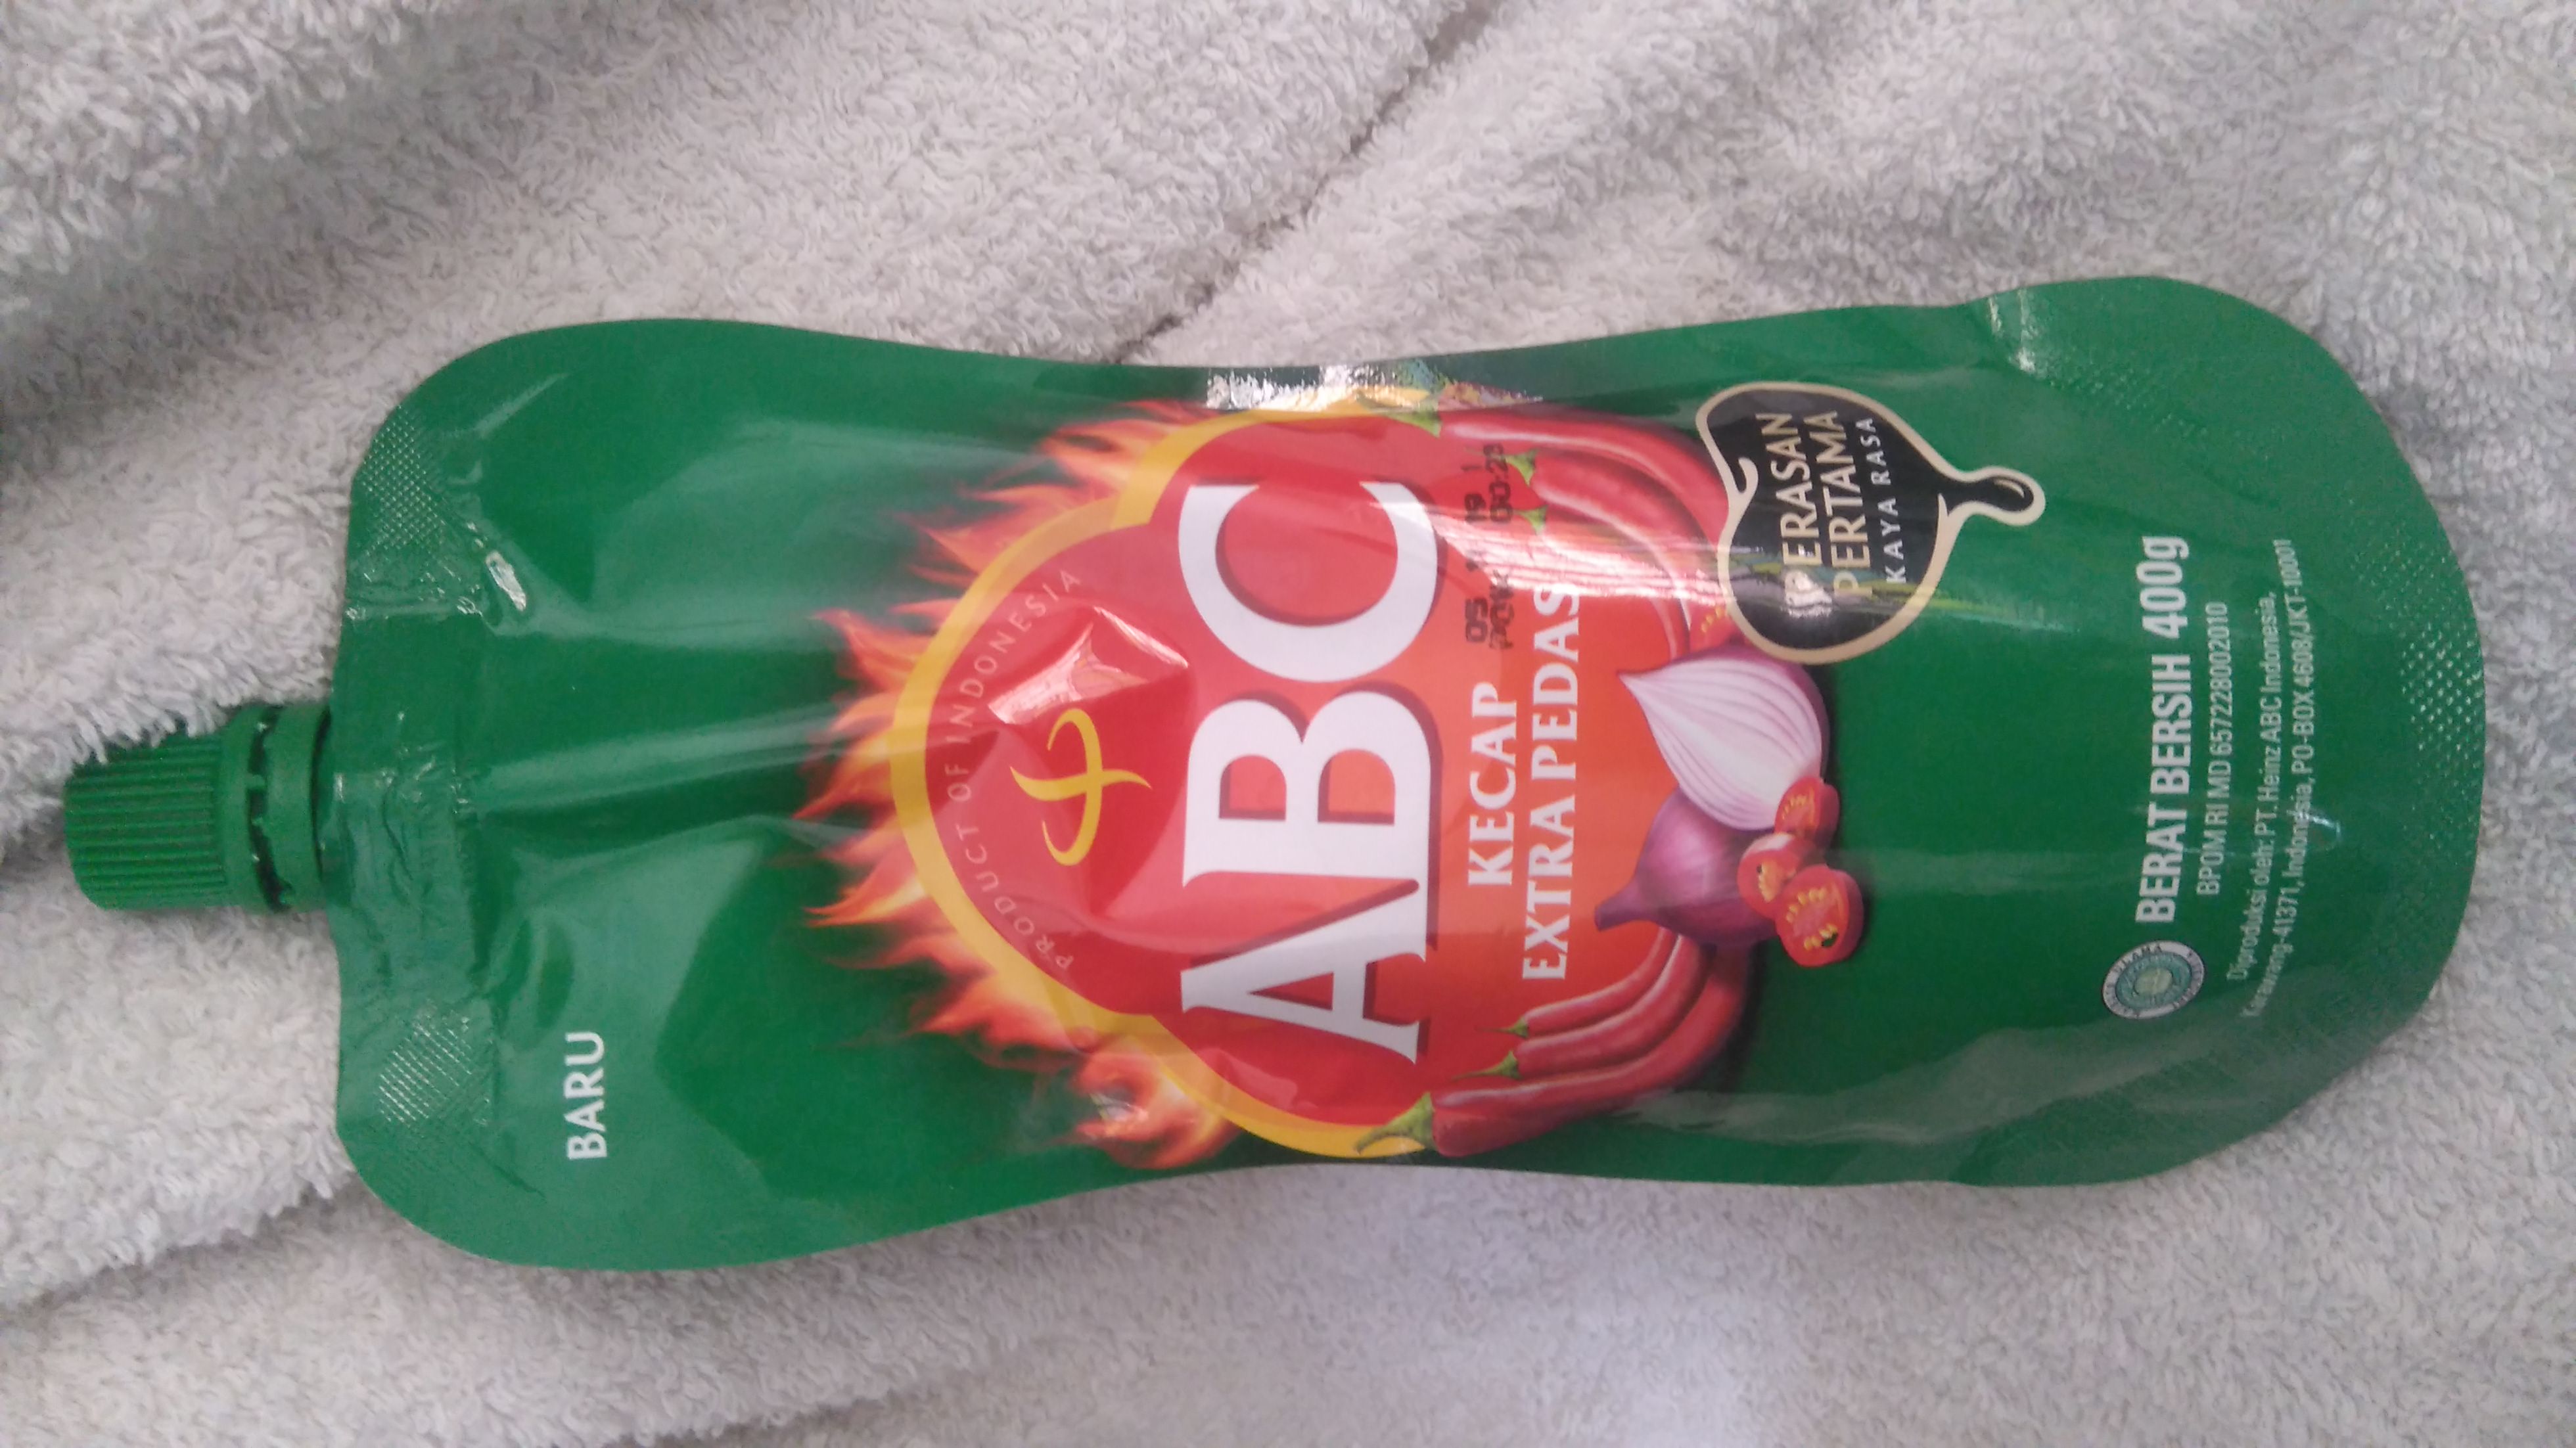 BARU
PRODUCT OF INDONESIA
ABC
KECAP
EXTRA PEDAS
PERASAN
PERTAMA
KAYA RASA
BERAT BERSIH 400g
BPOM RI MD 657228002010
Diproduksi oleh: PT. Heinz ABC Indonesia,
Karawang-41371, Indonesia, PO-BOX 4608/JKT-10001